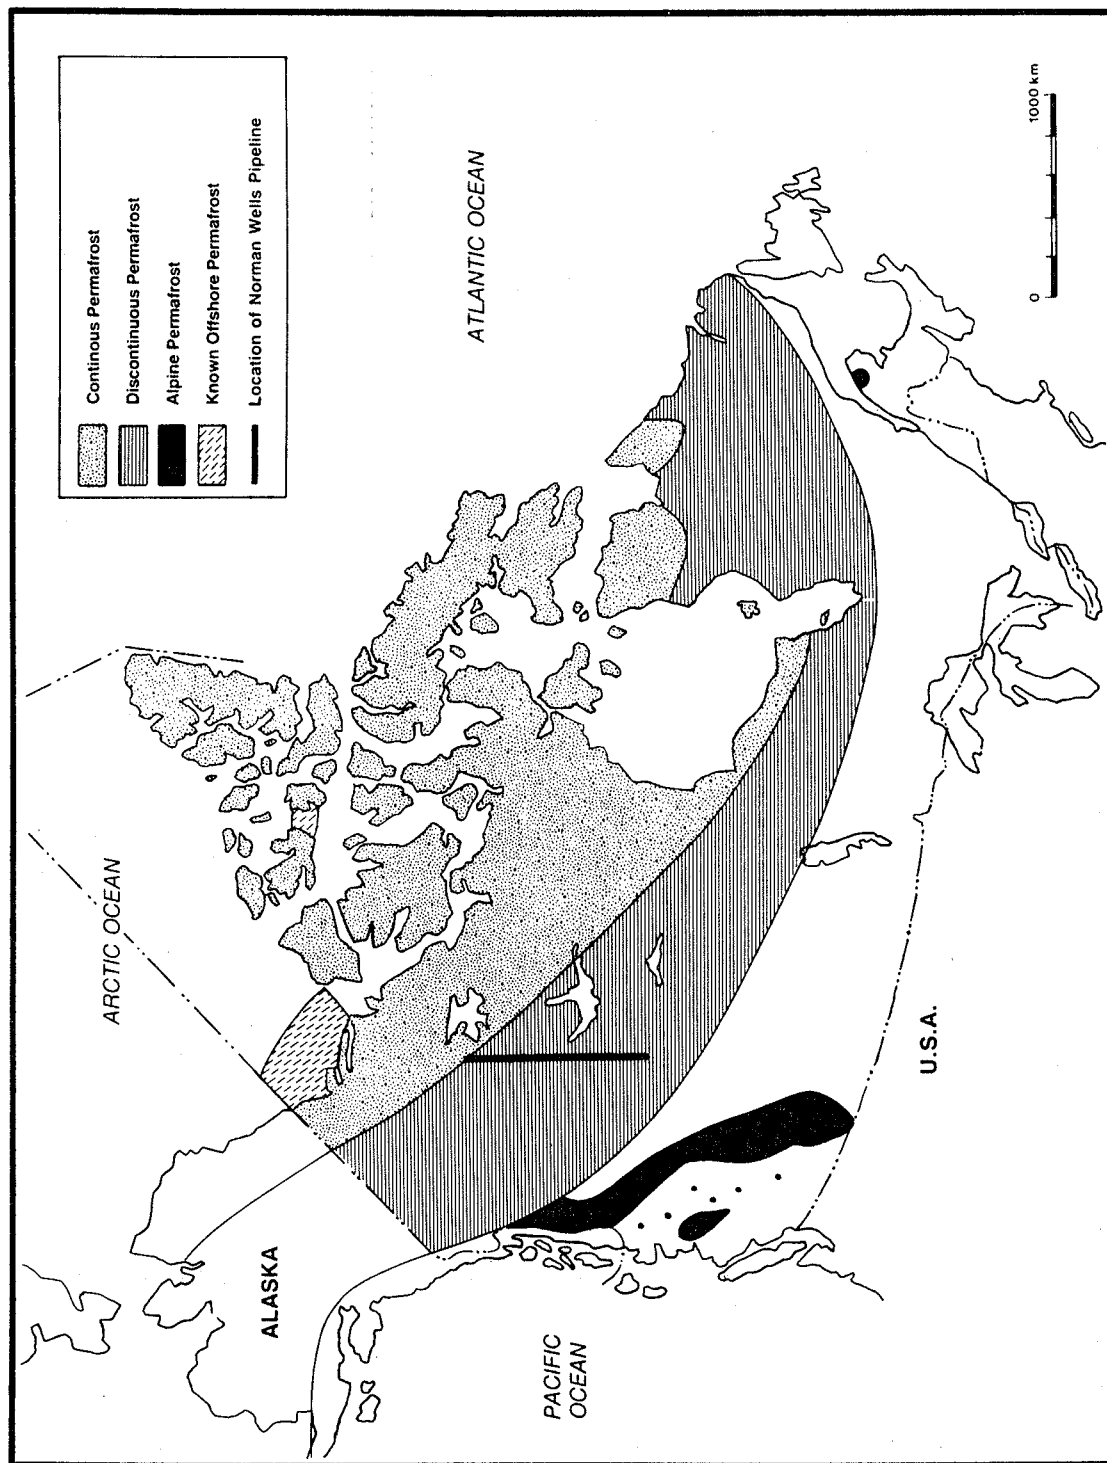 Continous Permafrost
Discontinuous Permafrost
Alpine Permafrost
Known Offshore Permafrost
Location of Norman Wells Pipeline
ARCTIC OCEAN
ATLANTIC OCEAN
ALASKA
PACIFIC
OCEAN
U.S.A.
0
1000 km